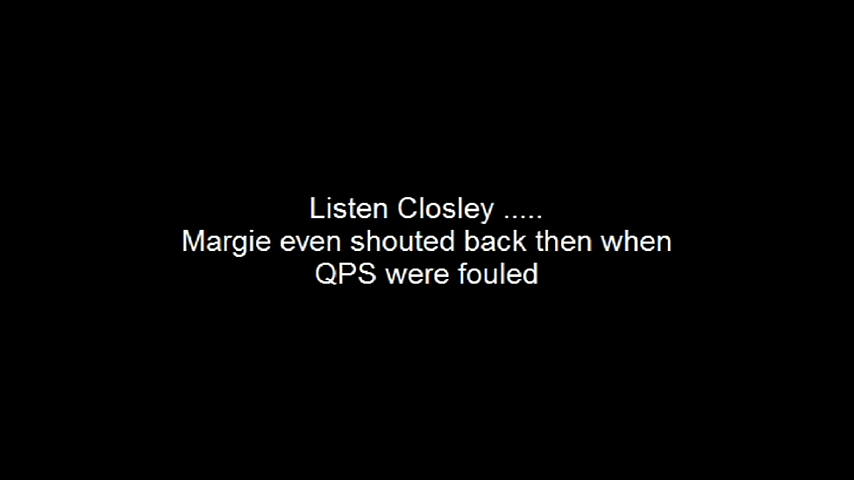 Listen Closley .....
Margie even shouted back then when
QPS were fouled